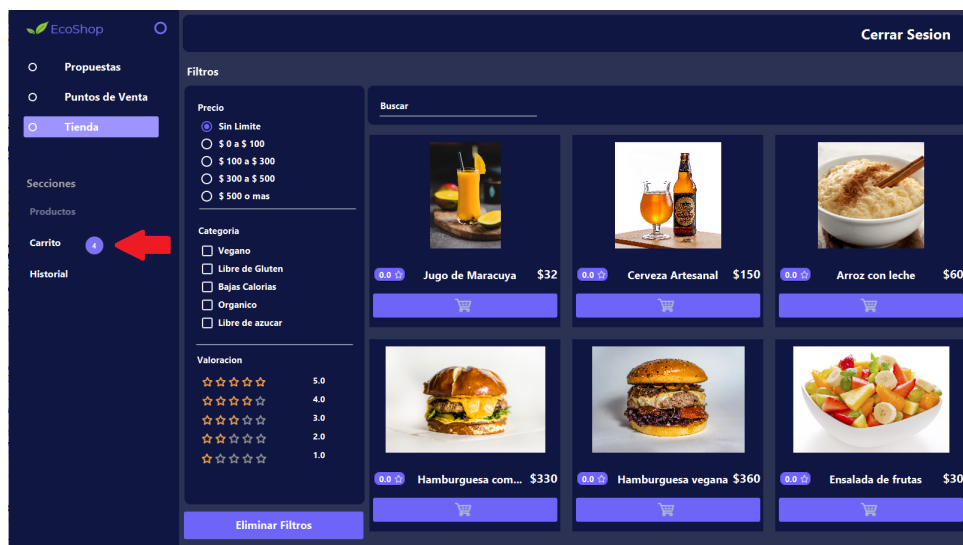 EcoShop
Cerrar Sesion
Propuestas
Puntos de Venta
Tienda
Secciones
Productos
Carrito 4
Historial
Filtros
Precio
Sin Limite
$ 0 a $ 100
$ 100 a $ 300
$ 300 a $ 500
$ 500 o mas
Categoria
Vegano
Libre de Gluten
Bajas Calorias
Organico
Libre de azucar
Valoracion
5.0
4.0
3.0
2.0
1.0
Eliminar Filtros
Buscar
0.0 Jugo de Maracuya $32
0.0 Cerveza Artesanal $150
0.0 Arroz con leche $60
0.0 Hamburguesa com... $330
0.0 Hamburguesa vegana $360
0.0 Ensalada de frutas $30